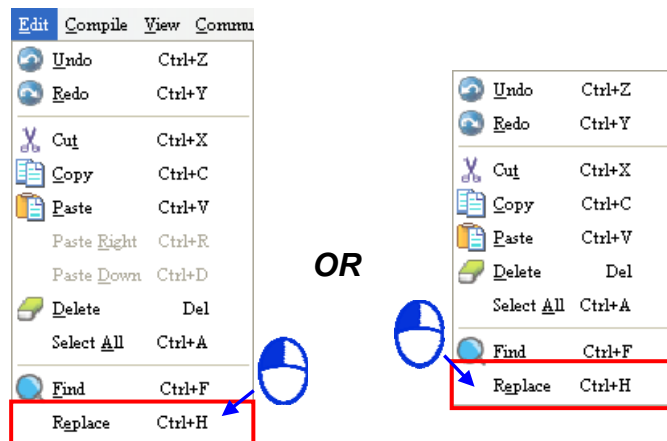 Edit Compile View Commu
Undo Ctrl+Z
Redo Ctrl+Y
Cut Ctrl+X
Copy Ctrl+C
Paste Ctrl+V
Paste Right Ctrl+R
Paste Down Ctrl+D
Delete Del
Select All Ctrl+A
Find Ctrl+F
Replace Ctrl+H
OR
Undo Ctrl+Z
Redo Ctrl+Y
Cut Ctrl+X
Copy Ctrl+C
Paste Ctrl+V
Delete Del
Select All Ctrl+A
Find Ctrl+F
Replace Ctrl+H